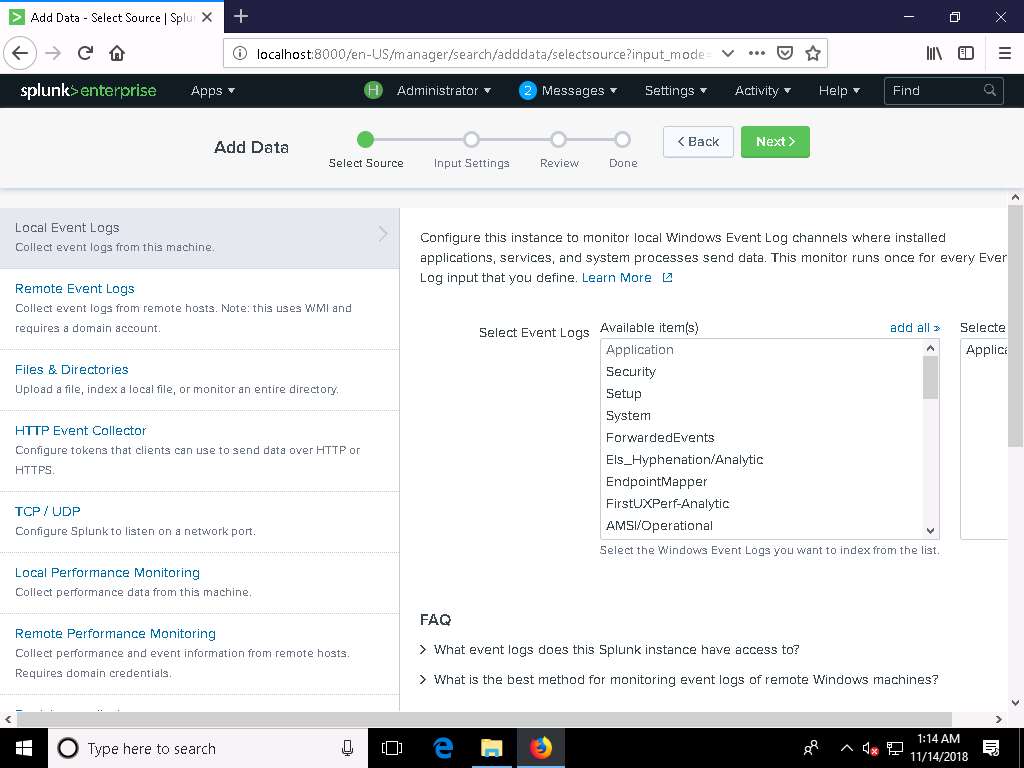 Add Data - Select Source | Splu
localhost:8000/en-US/manager/search/adddata/selectsource?input_mode=
splunk>enterprise Apps H Administrator 2 Messages Settings Activity Help Find
Add Data
Select Source Input Settings Review Done
< Back Next >
Local Event Logs
Collect event logs from this machine.
Remote Event Logs
Collect event logs from remote hosts. Note: this uses WMI and
requires a domain account.
Files & Directories
Upload a file, index a local file, or monitor an entire directory.
HTTP Event Collector
Configure tokens that clients can use to send data over HTTP or
HTTPS.
TCP / UDP
Configure Splunk to listen on a network port.
Local Performance Monitoring
Collect performance data from this machine.
Remote Performance Monitoring
Collect performance and event information from remote hosts.
Requires domain credentials.
Configure this instance to monitor local Windows Event Log channels where installed
applications, services, and system processes send data. This monitor runs once for every Even
Log input that you define. Learn More
Select Event Logs
Available item(s) add all »
Application
Security
Setup
System
ForwardedEvents
Els_Hyphenation/Analytic
EndpointMapper
FirstUXPerf-Analytic
AMSI/Operational
Selecte
Applica
Select the Windows Event Logs you want to index from the list.
FAQ
> What event logs does this Splunk instance have access to?
> What is the best method for monitoring event logs of remote Windows machines?
Type here to search
1:14 AM
11/14/2018